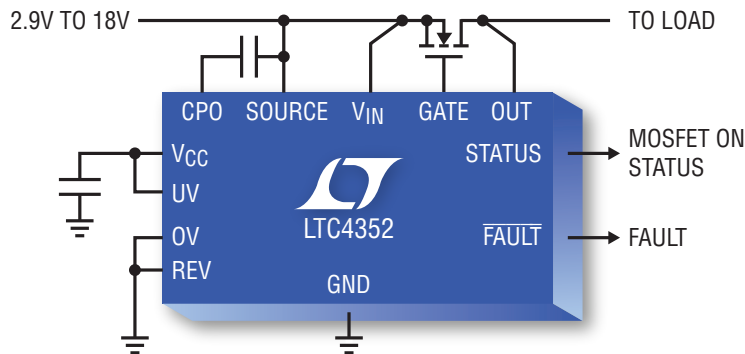 2.9V TO 18V
TO LOAD
CPO SOURCE VIN GATE OUT
VCC
STATUS
MOSFET ON
STATUS
UV
LTC4352
OV
FAULT
FAULT
REV
GND